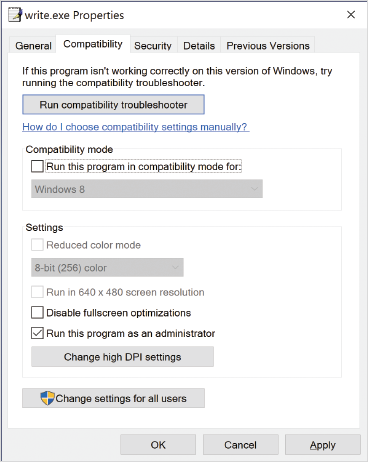 write.exe Properties
General Compatibility Security Details Previous Versions
If this program isn't working correctly on this version of Windows, try
running the compatibility troubleshooter.
Run compatibility troubleshooter
How do I choose compatibility settings manually?
Compatibility mode
Run this program in compatibility mode for:
Windows 8
Settings
Reduced color mode
8-bit (256) color
Run in 640 x 480 screen resolution
Disable fullscreen optimizations
Run this program as an administrator
Change high DPI settings
Change settings for all users
OK Cancel Apply